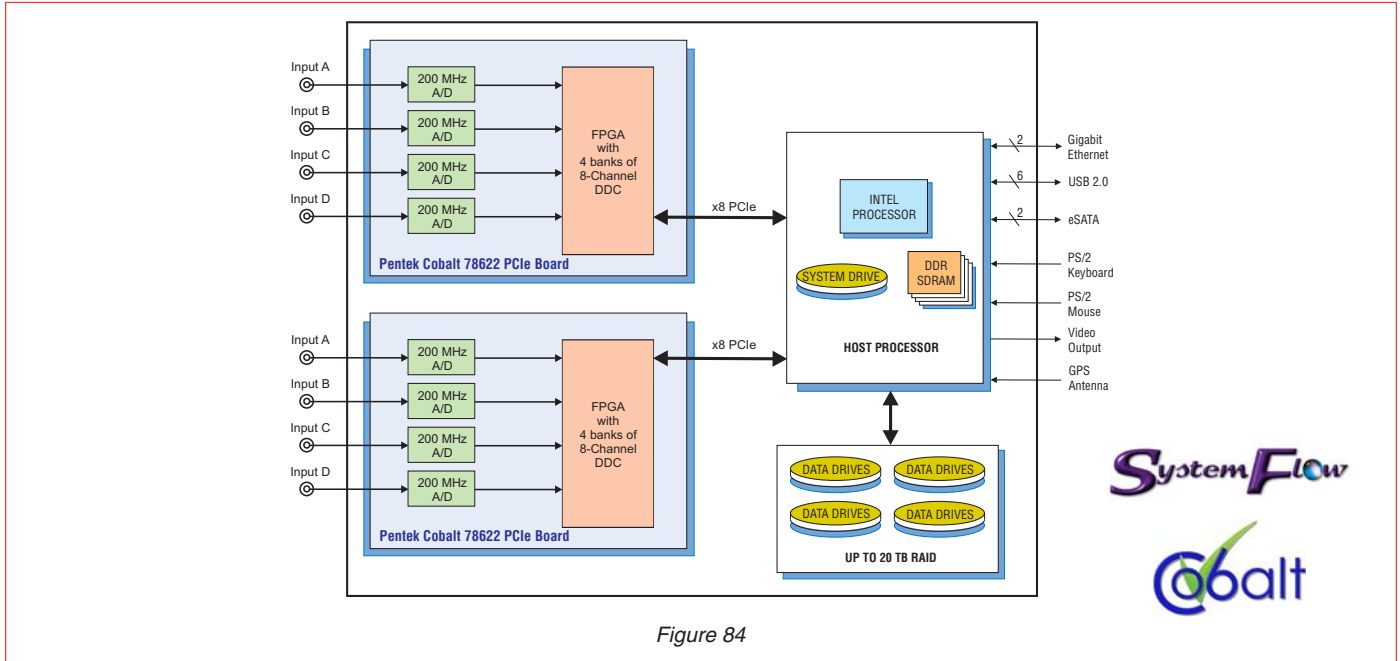 Input A
200 MHz
A/D
Input B
200 MHz
A/D
Input C
200 MHz
A/D
Input D
200 MHz
A/D
FPGA
with
4 banks of
8-Channel
DDC
Pentek Cobalt 78622 PCIe Board
x8 PCIe
Input A
200 MHz
A/D
Input B
200 MHz
A/D
Input C
200 MHz
A/D
Input D
200 MHz
A/D
FPGA
with
4 banks of
8-Channel
DDC
Pentek Cobalt 78622 PCIe Board
x8 PCIe
INTEL
PROCESSOR
SYSTEM DRIVE
DDR
SDRAM
HOST PROCESSOR
2
Gigabit
Ethernet
6
USB 2.0
2
eSATA
PS/2
Keyboard
PS/2
Mouse
Video
Output
GPS
Antenna
DATA DRIVES
DATA DRIVES
DATA DRIVES
DATA DRIVES
UP TO 20 TB RAID
SystemFlow
Cobalt
Figure 84